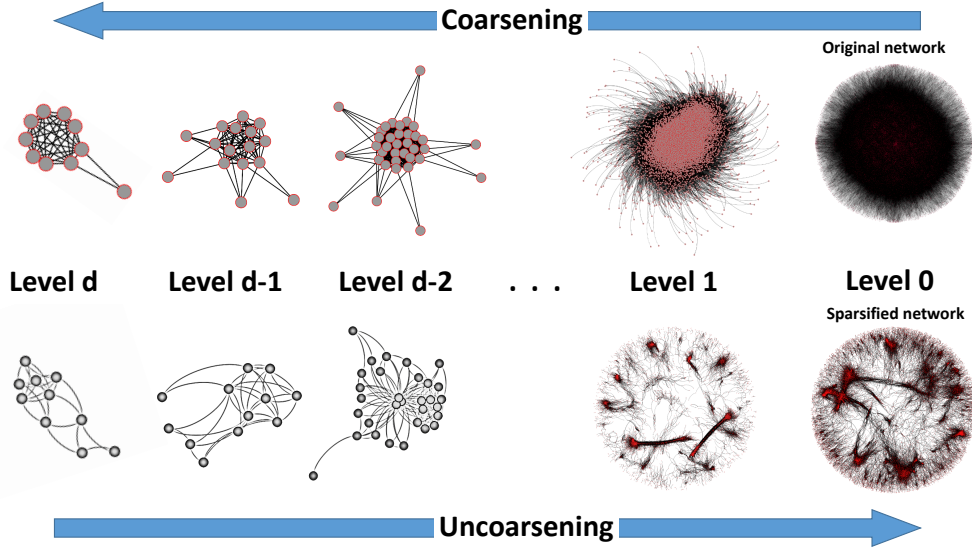 Coarsening
Original network
Level d
Level d-1
Level d-2
. . .
Level 1
Level 0
Sparsified network
Uncoarsening